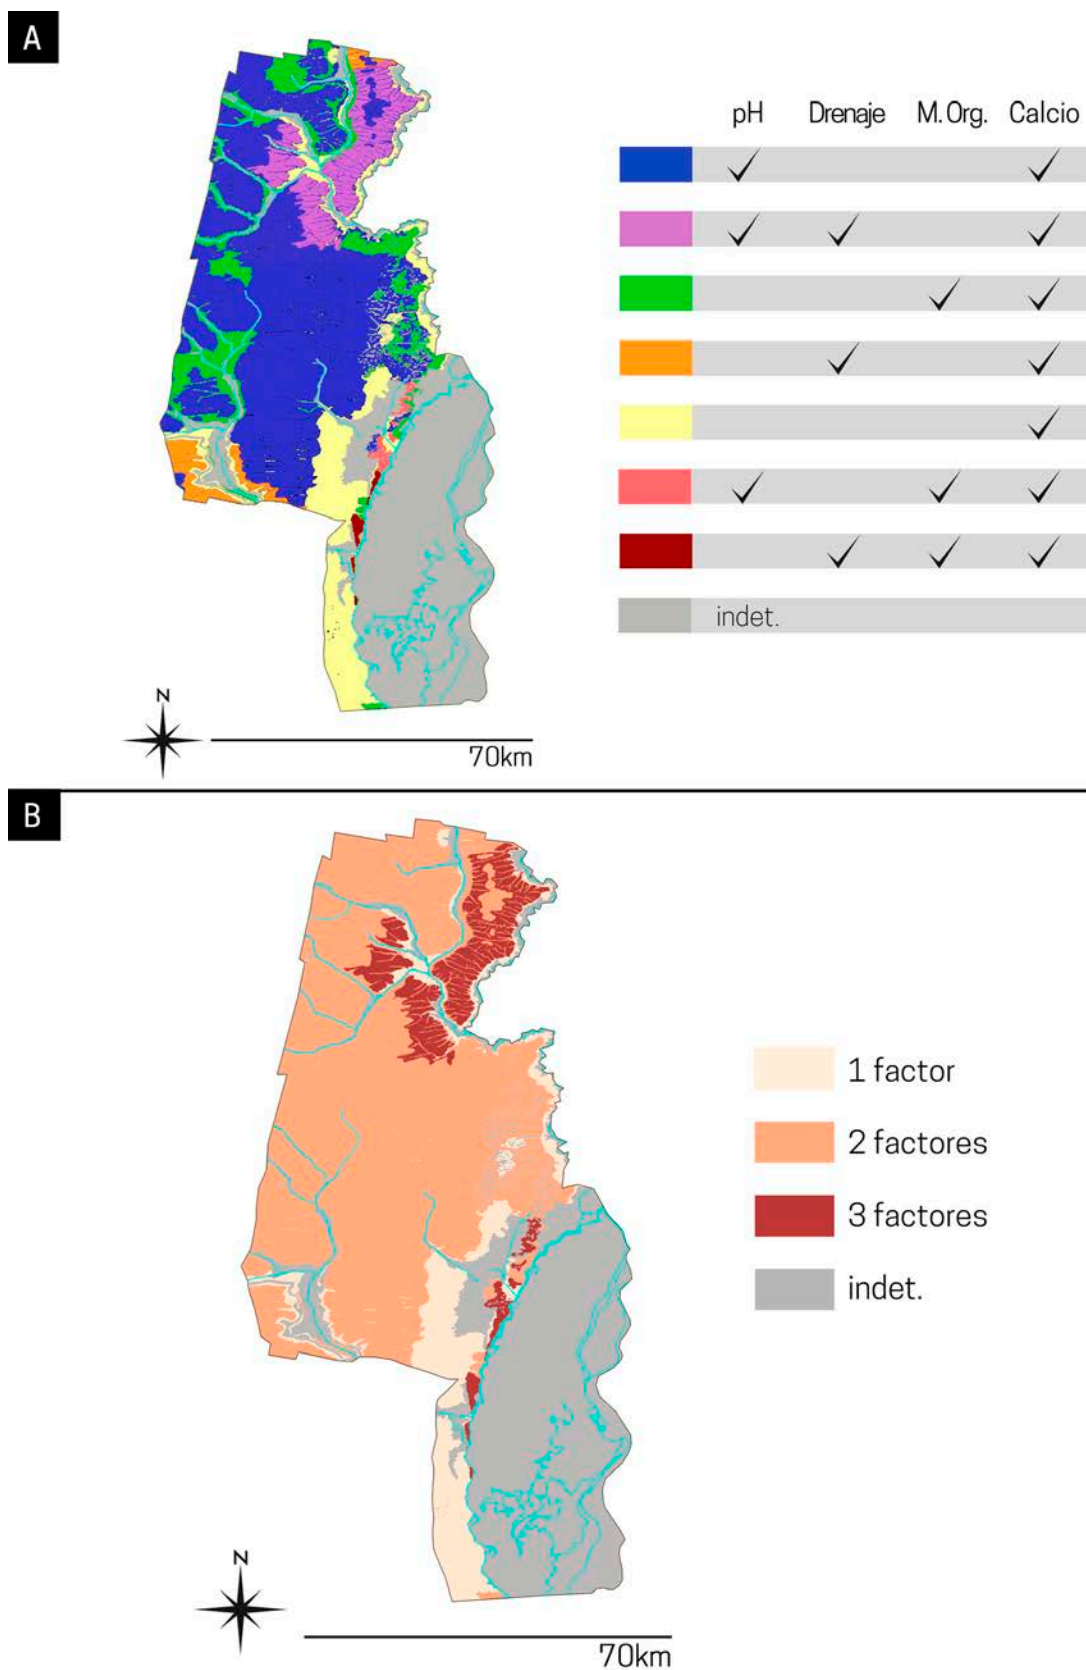 A
pH Drenaje M. Org. Calcio
indet.
N
70km
B
1 factor
2 factores
3 factores
indet.
N
70km